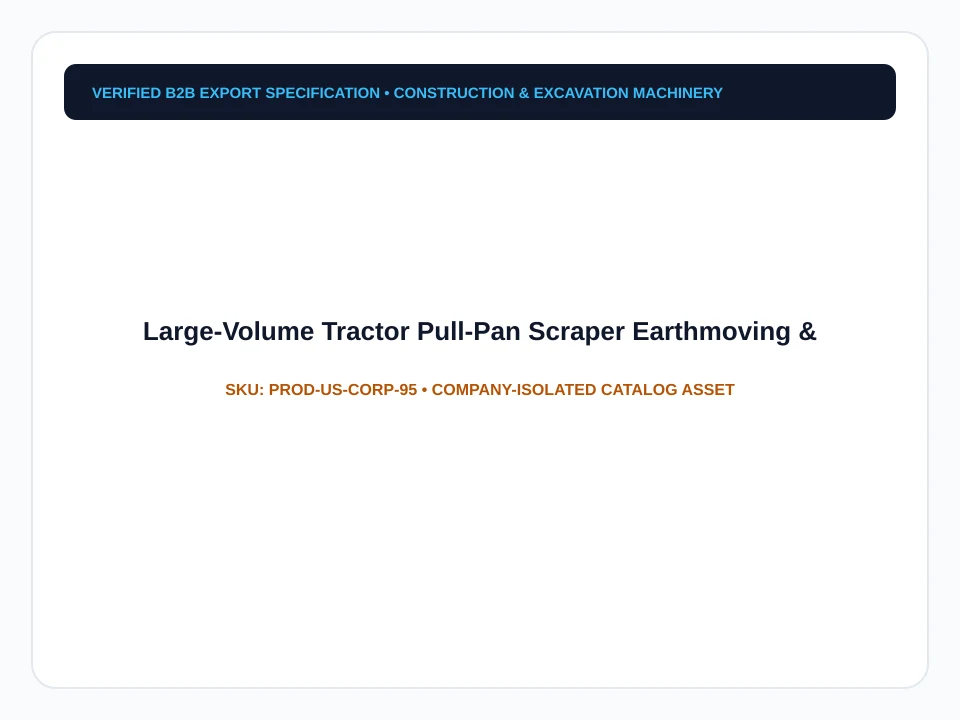 VERIFIED B2B EXPORT SPECIFICATION • CONSTRUCTION & EXCAVATION MACHINERY
Large-Volume Tractor Pull-Pan Scraper Earthmoving &
SKU: PROD-US-CORP-95 • COMPANY-ISOLATED CATALOG ASSET